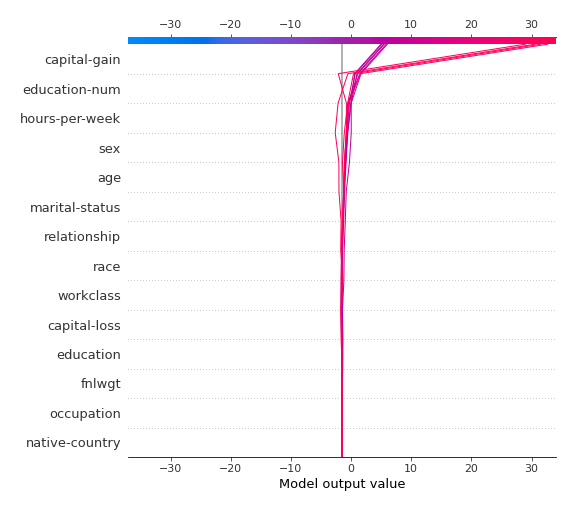 −30 −20 −10 0 10 20 30
capital-gain
education-num
hours-per-week
sex
age
marital-status
relationship
race
workclass
capital-loss
education
fnlwgt
occupation
native-country
−30 −20 −10 0 10 20 30
Model output value